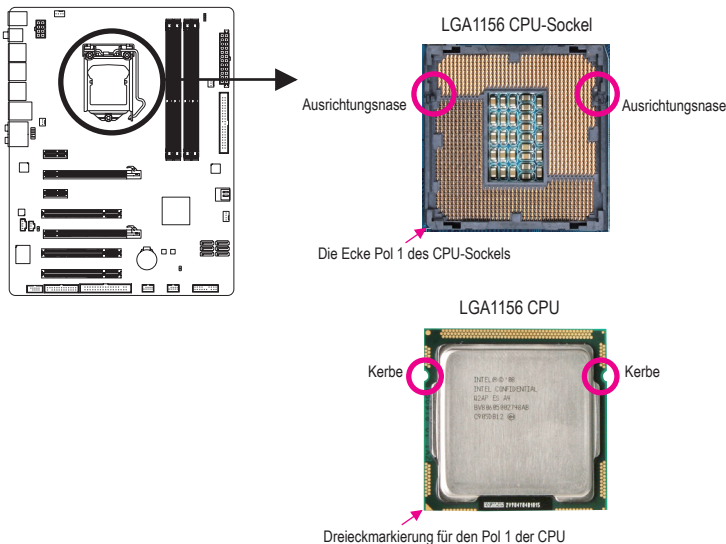 LGA1156 CPU-Sockel
Ausrichtungsnase
Ausrichtungsnase
Die Ecke Pol 1 des CPU-Sockels
LGA1156 CPU
Kerbe
Kerbe
INTEL CONFIDENTIAL
Dreieckmarkierung für den Pol 1 der CPU